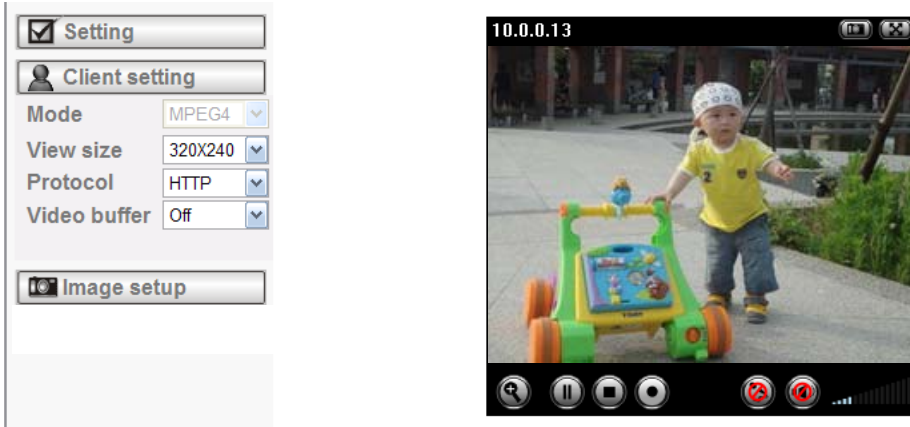 Setting
Client setting
Mode MPEG4
View size 320X240
Protocol HTTP
Video buffer Off
Image setup
10.0.0.13
2